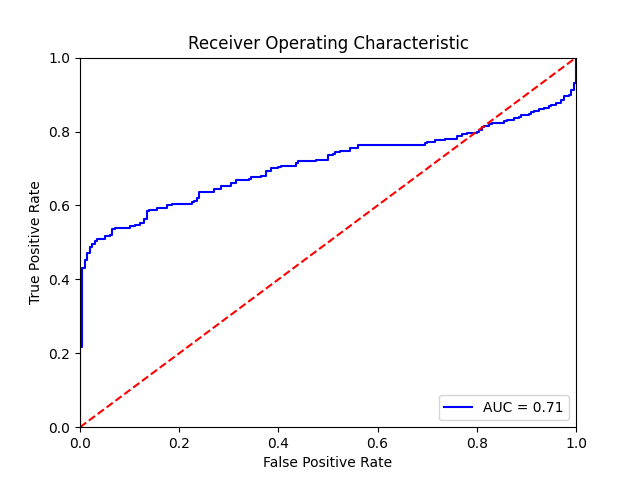 Receiver Operating Characteristic
1.0
0.8
0.6
0.4
0.2
0.0
True Positive Rate
AUC = 0.71
0.0 0.2 0.4 0.6 0.8 1.0
False Positive Rate